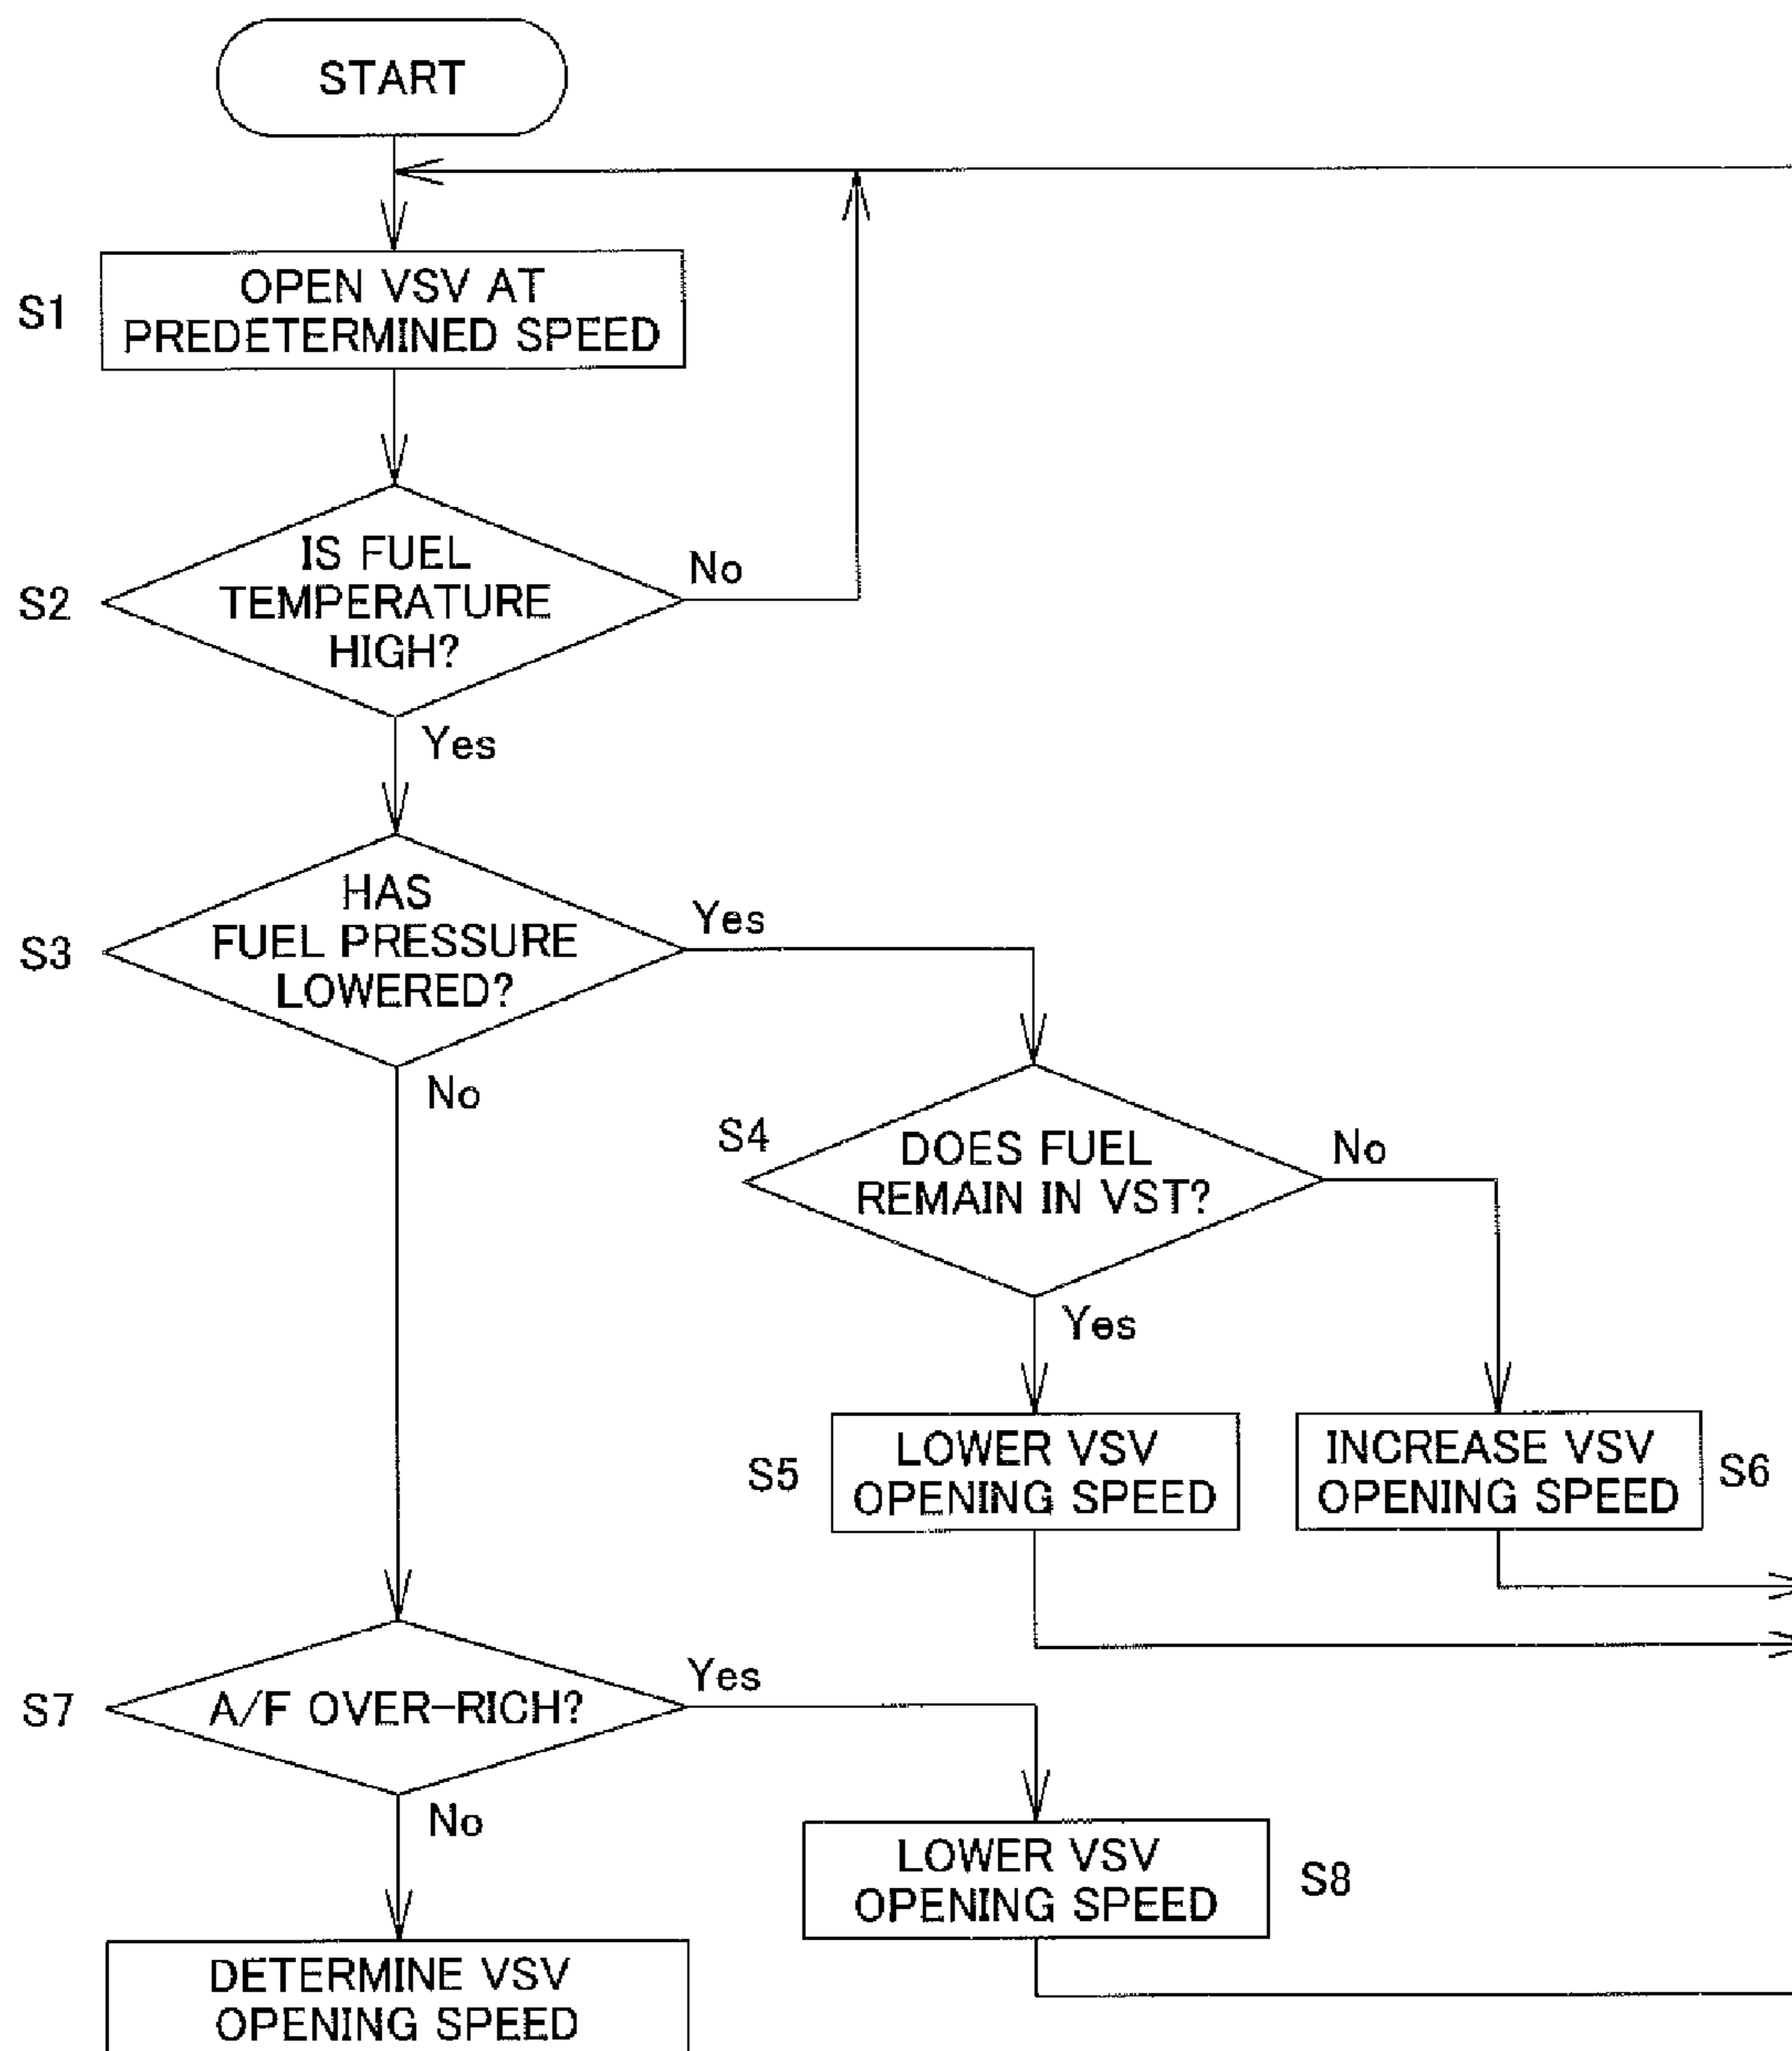 START
S1
OPEN VSV AT
PREDETERMINED SPEED
S2
IS FUEL
TEMPERATURE
HIGH?
No
Yes
S3
HAS
FUEL PRESSURE
LOWERED?
Yes
No
S4
DOES FUEL
REMAIN IN VST?
No
Yes
S5
LOWER VSV
OPENING SPEED
INCREASE VSV
OPENING SPEED
S6
S7
A/F OVER-RICH?
Yes
No
LOWER VSV
OPENING SPEED
S8
DETERMINE VSV
OPENING SPEED